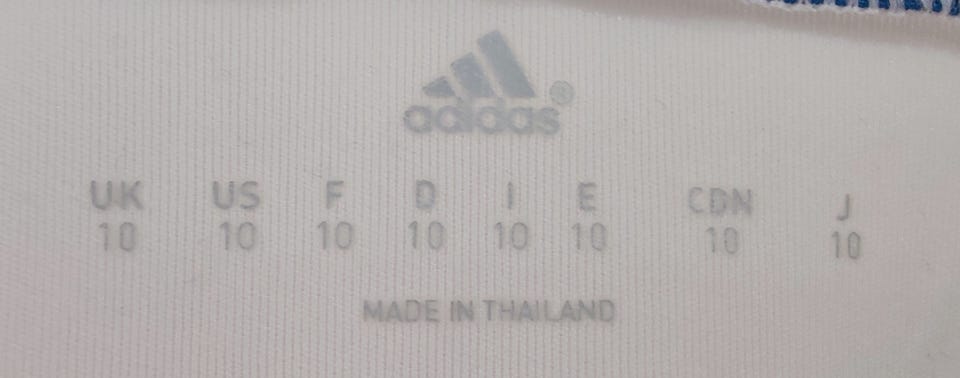 adidas®
UK US F D I E CDN J
10 10 10 10 10 10 10 10
MADE IN THAILAND